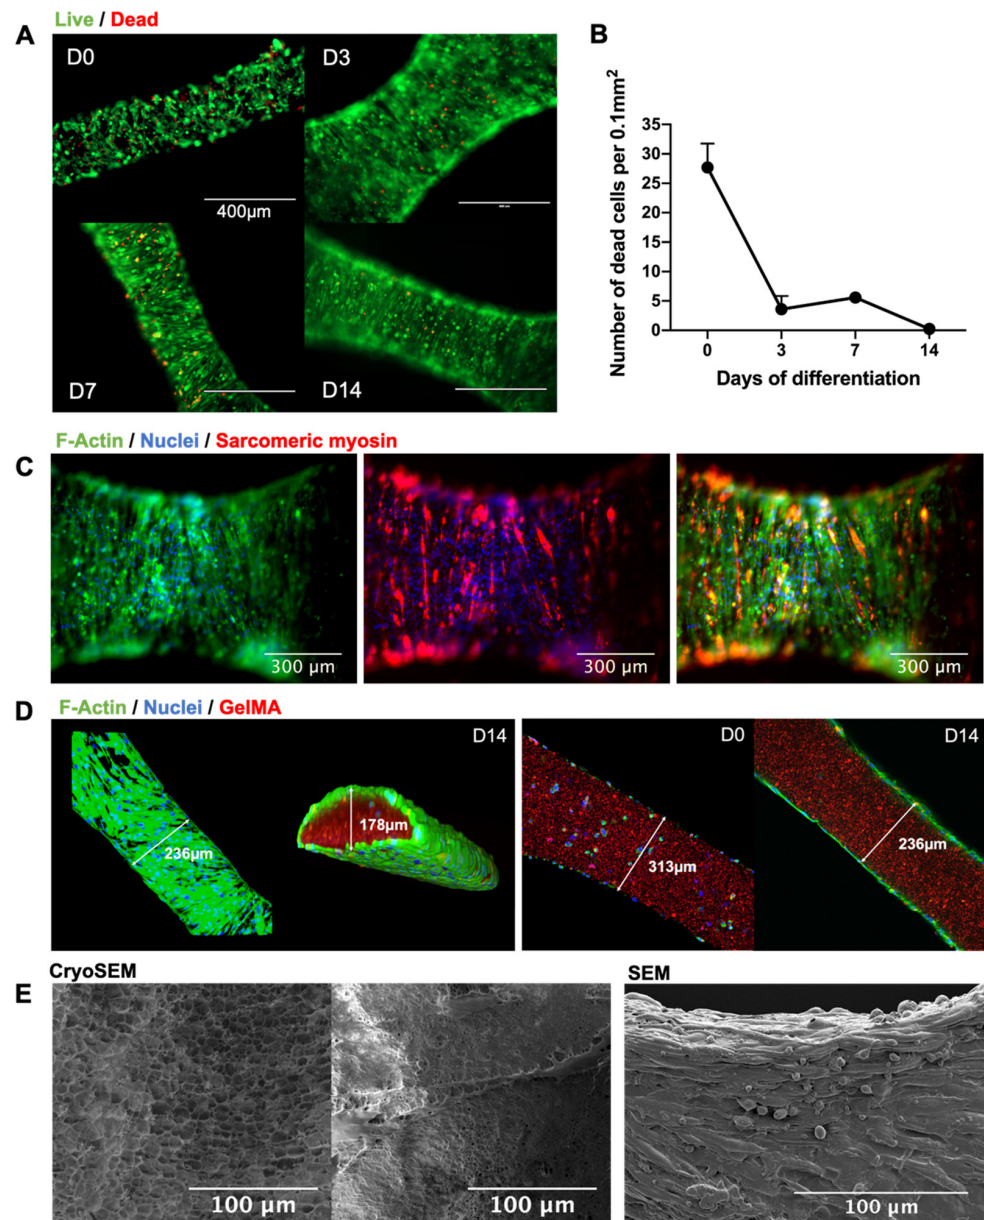 A
Live / Dead
D0
D3
400µm
D7
D14
B
Number of dead cells per 0.1mm2
35
30
25
20
15
10
5
0
0 3 7 14
Days of differentiation
C
F-Actin / Nuclei / Sarcomeric myosin
300 µm
300 µm
300 µm
D
F-Actin / Nuclei / GelMA
D14
236µm
178µm
D0
313µm
D14
236µm
E
CryoSEM
100 µm
100 µm
SEM
100 µm